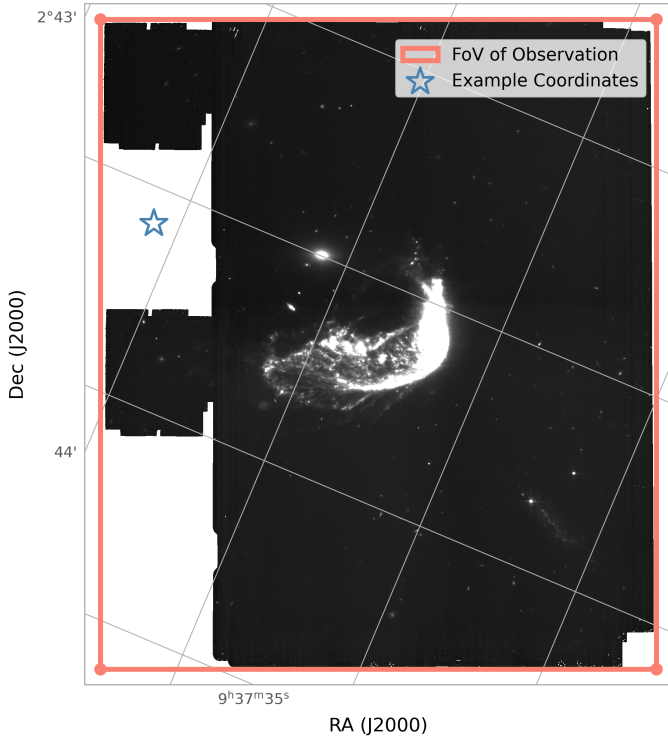 2°43'
FoV of Observation
Example Coordinates
Dec (J2000)
44'
9ʰ37ᵐ35ˢ
RA (J2000)